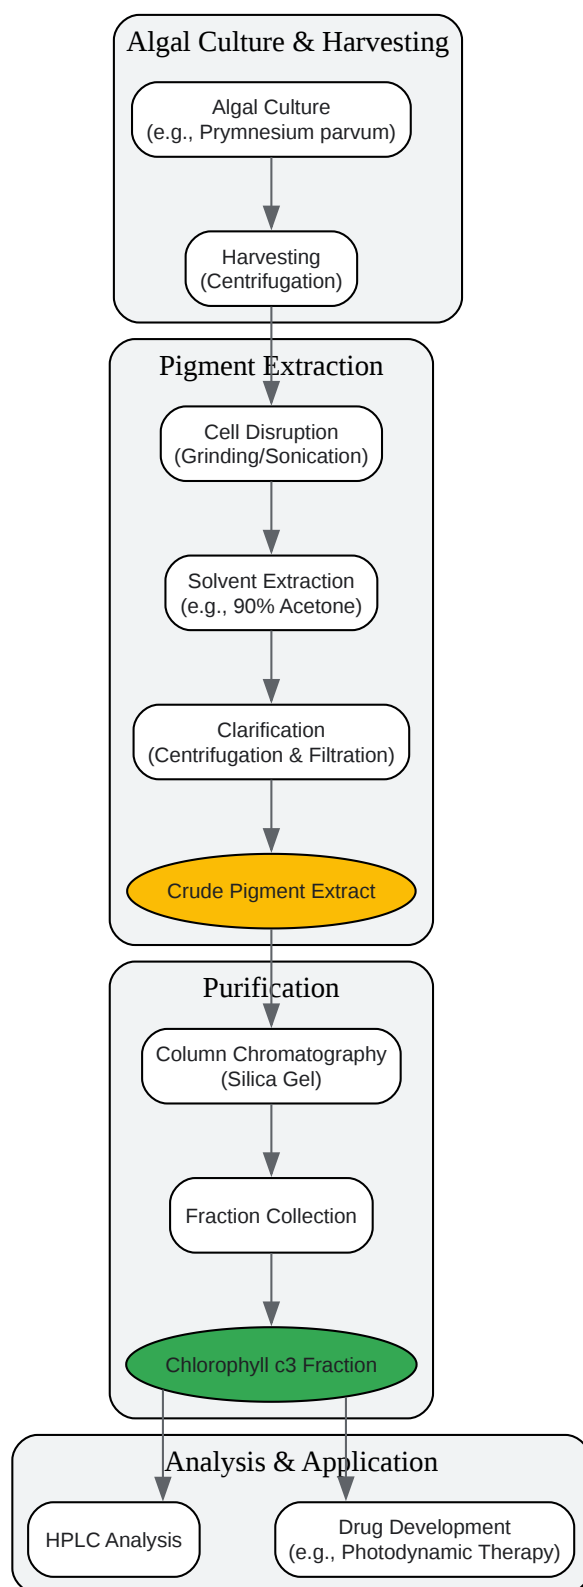 Algal Culture & Harvesting
Algal Culture
(e.g., Prymnesium parvum)
Harvesting
(Centrifugation)
Pigment Extraction
Cell Disruption
(Grinding/Sonication)
Solvent Extraction
(e.g., 90% Acetone)
Clarification
(Centrifugation & Filtration)
Crude Pigment Extract
Purification
Column Chromatography
(Silica Gel)
Fraction Collection
Chlorophyll c3 Fraction
Analysis & Application
HPLC Analysis
Drug Development
(e.g., Photodynamic Therapy)